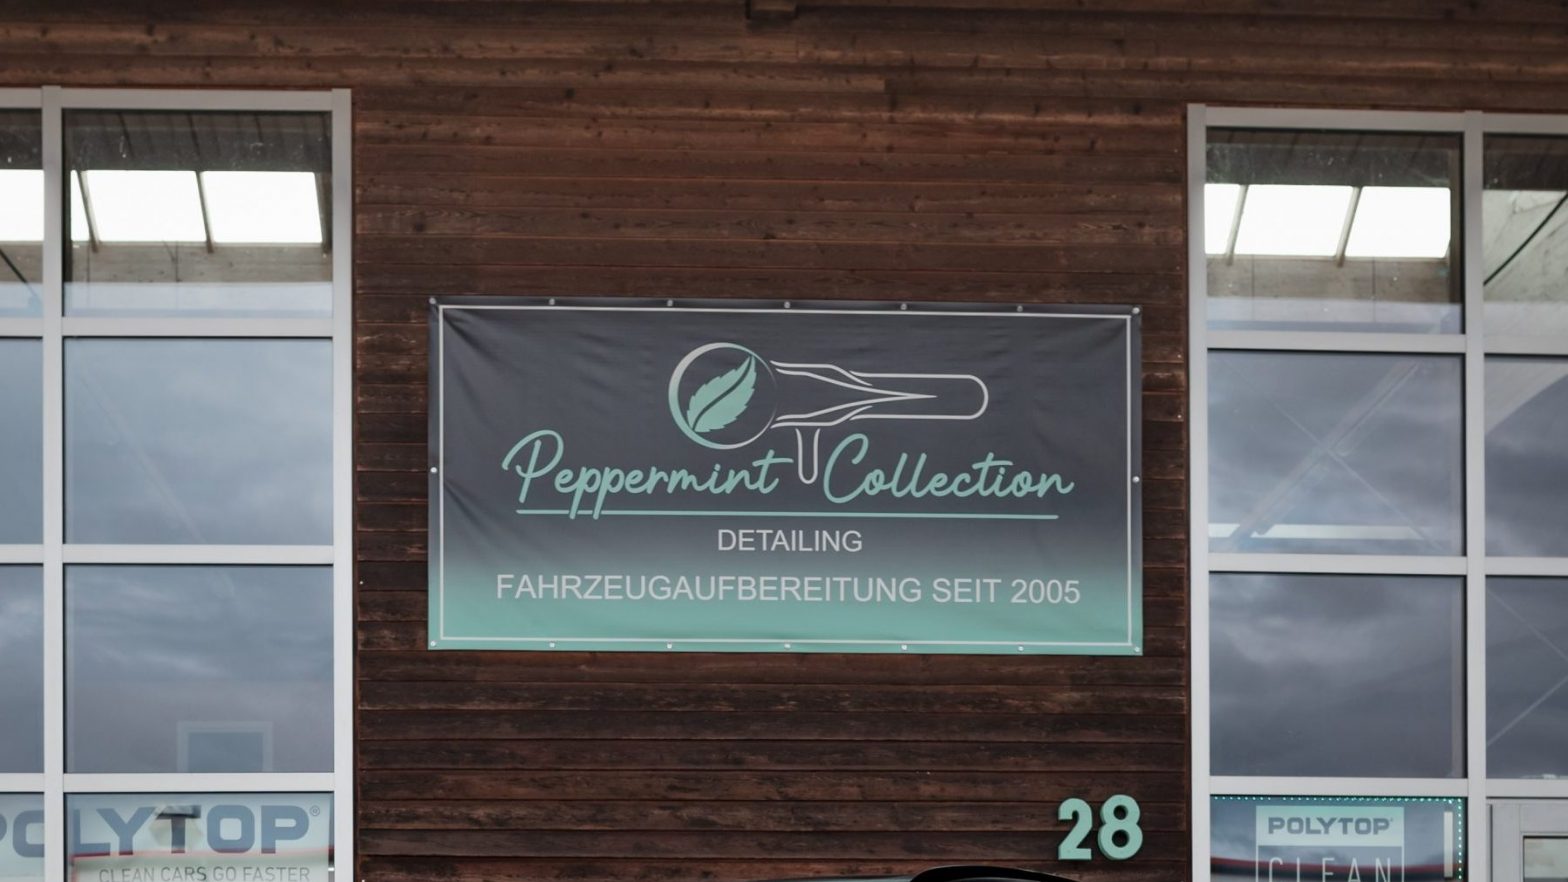 Peppermint Collection
DETAILING
FAHRZEUGAUFBEREITUNG SEIT 2005
28
POLYTOP®
CLEAN CARS GO FASTER
POLYTOP®
CLEAN